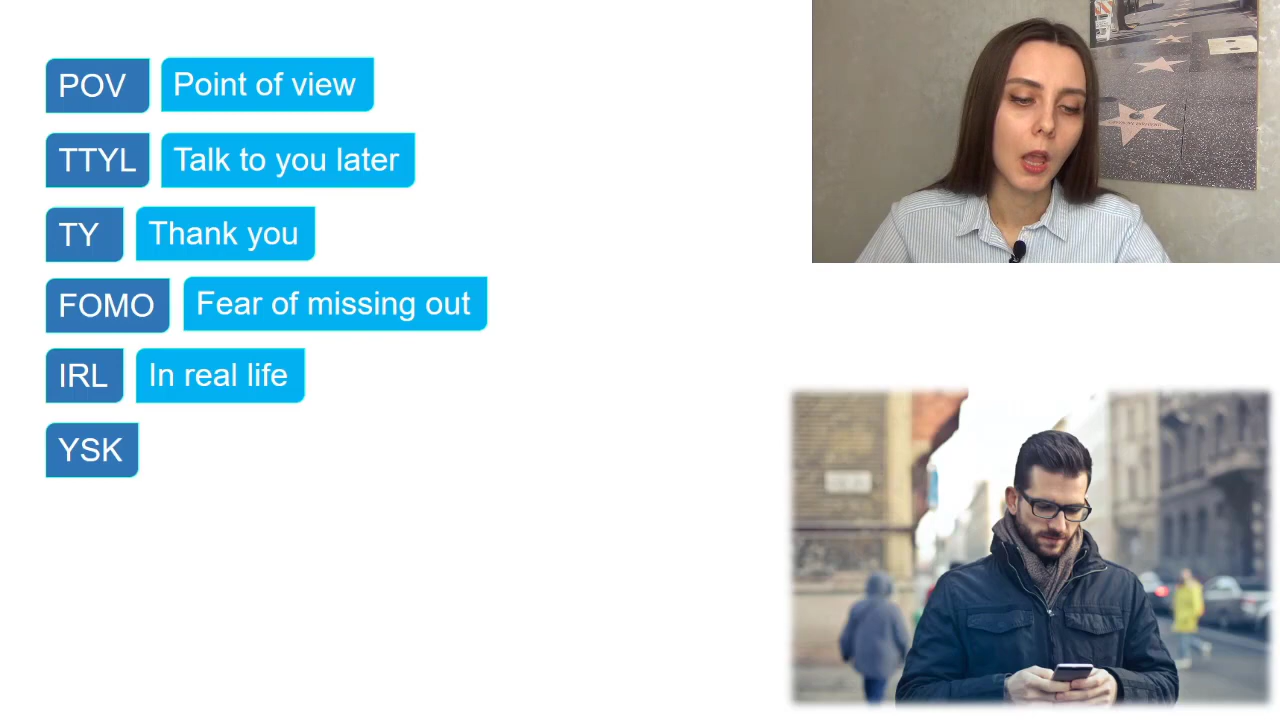 POV Point of view
TTYL Talk to you later
TY Thank you
FOMO Fear of missing out
IRL In real life
YSK